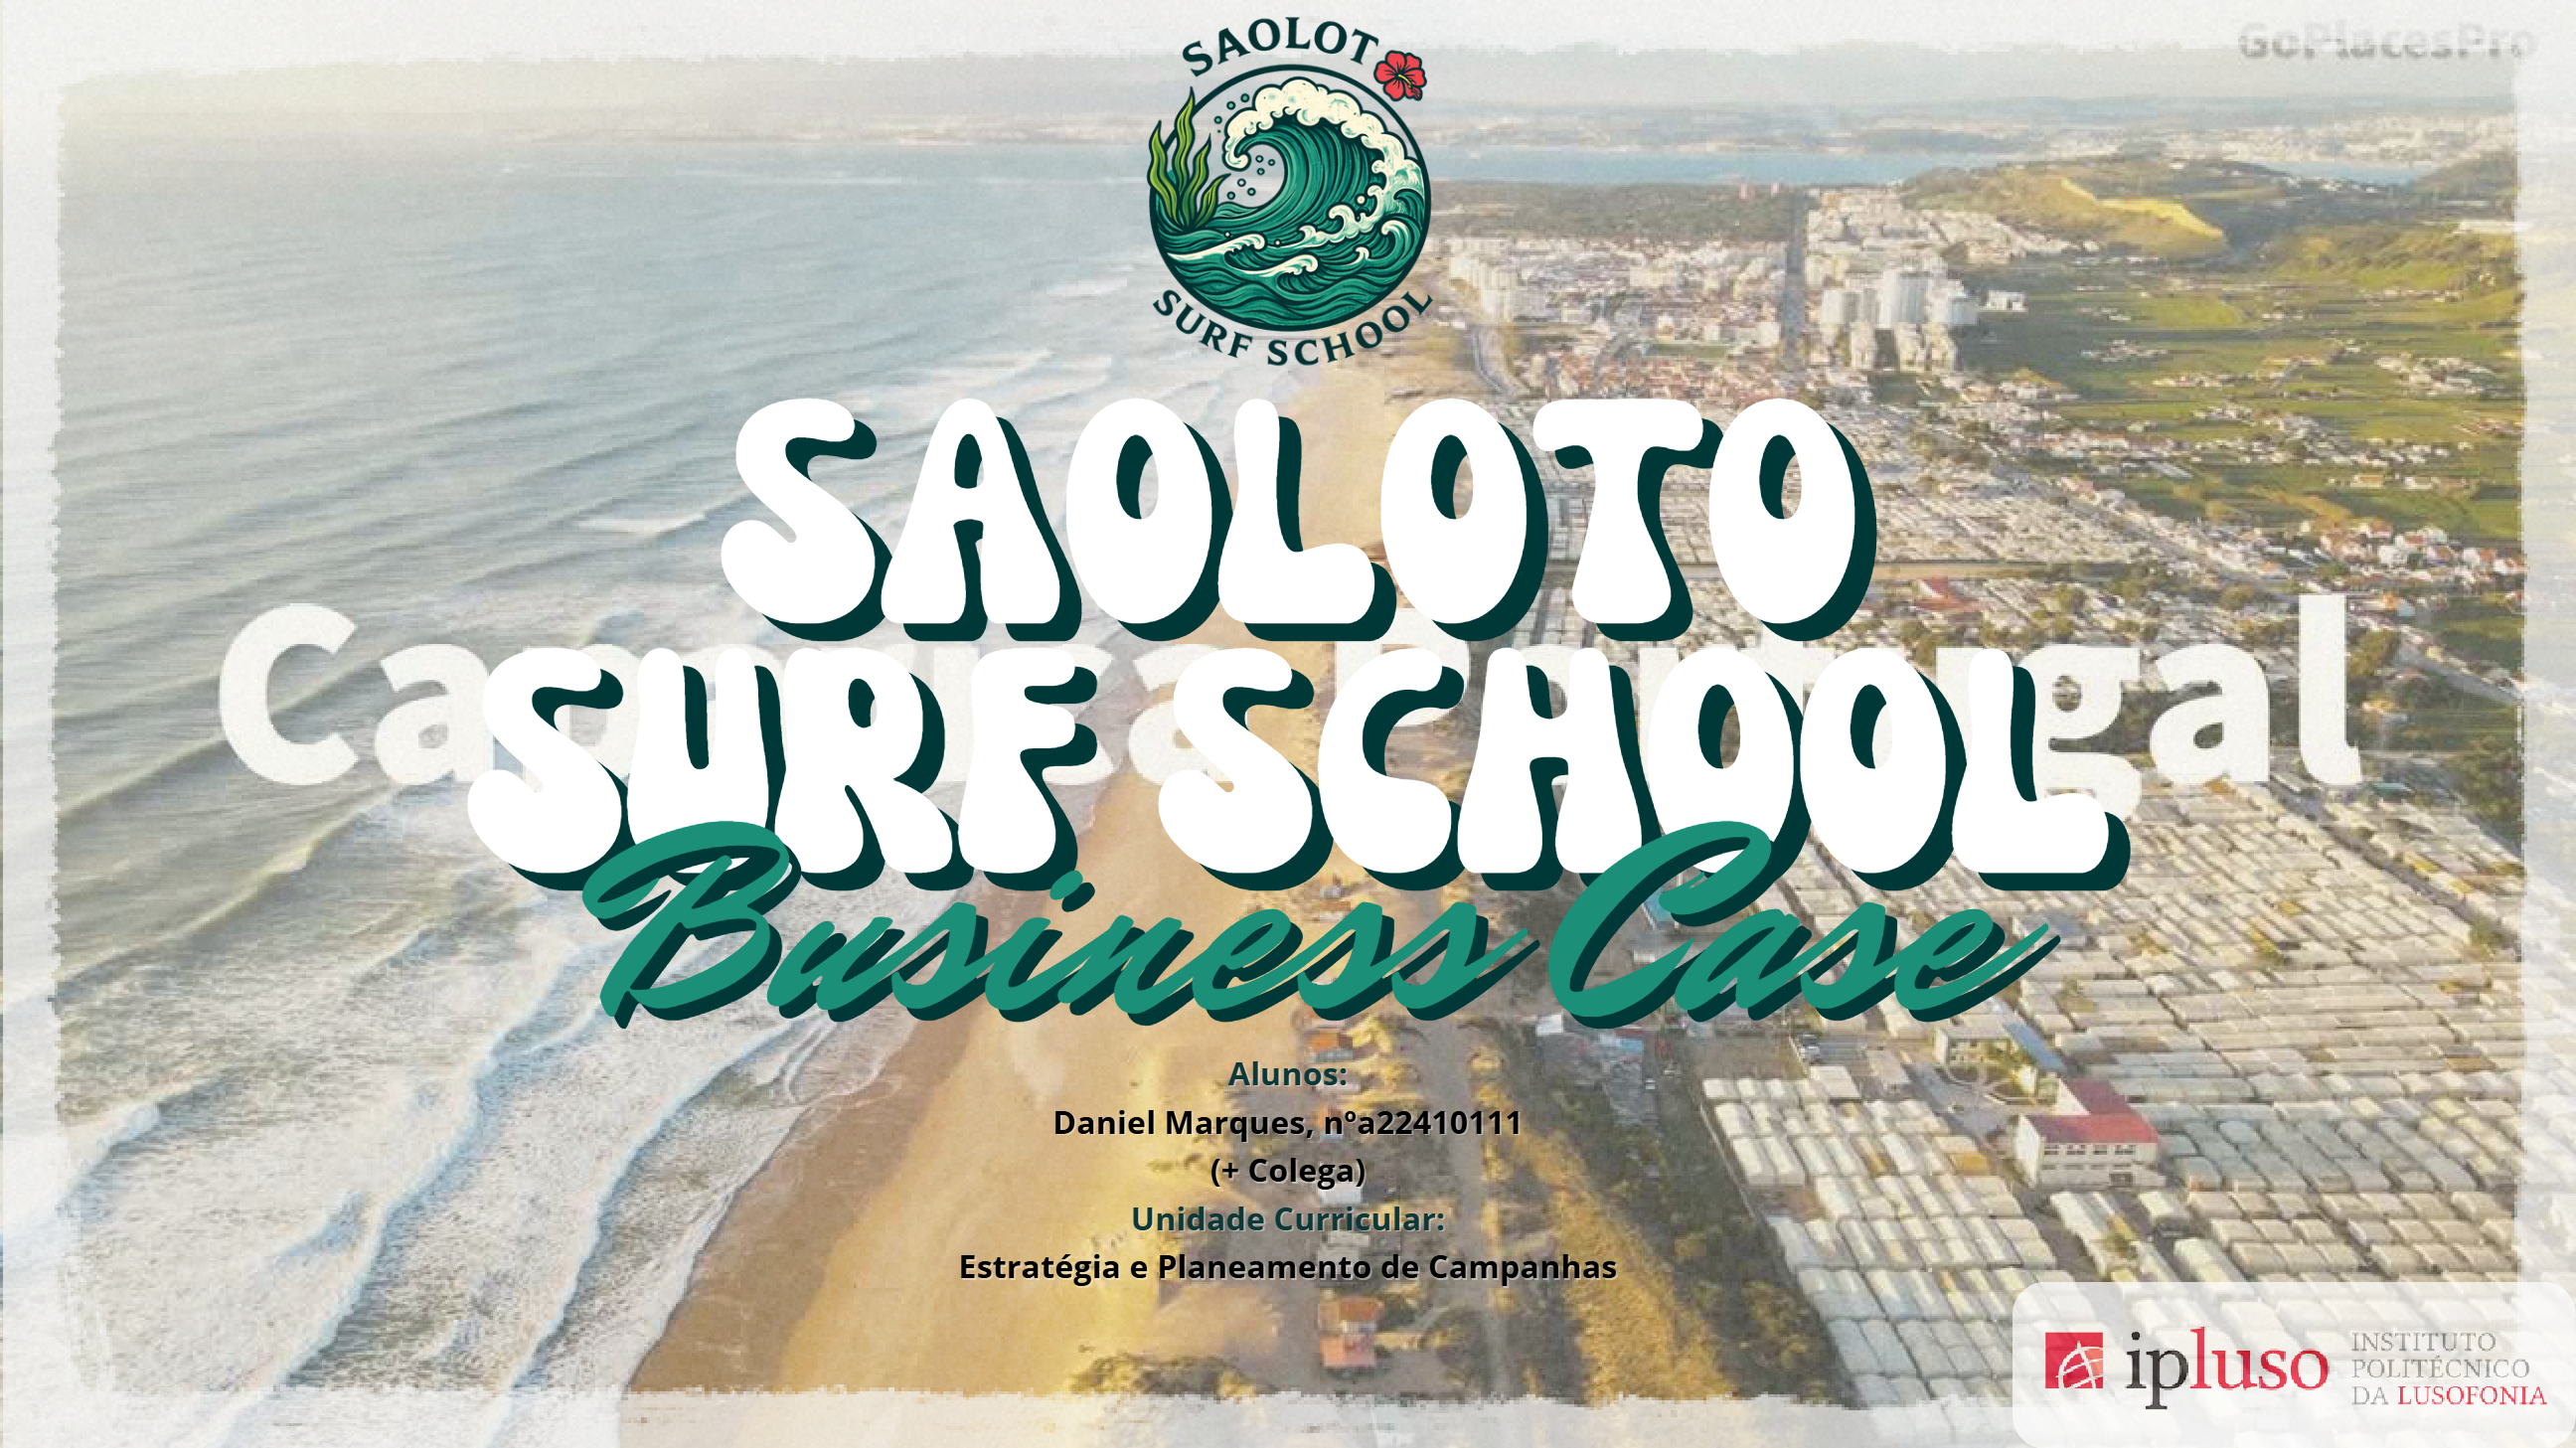 GoPlacesPro
SAOLOT
SURF SCHOOL
SAOLOTO
SURF SCHOOL
Business Case
Alunos:
Daniel Marques, nºa22410111
(+ Colega)
Unidade Curricular:
Estratégia e Planeamento de Campanhas
ipluso
INSTITUTO
POLITÉCNICO
DA LUSOFONIA